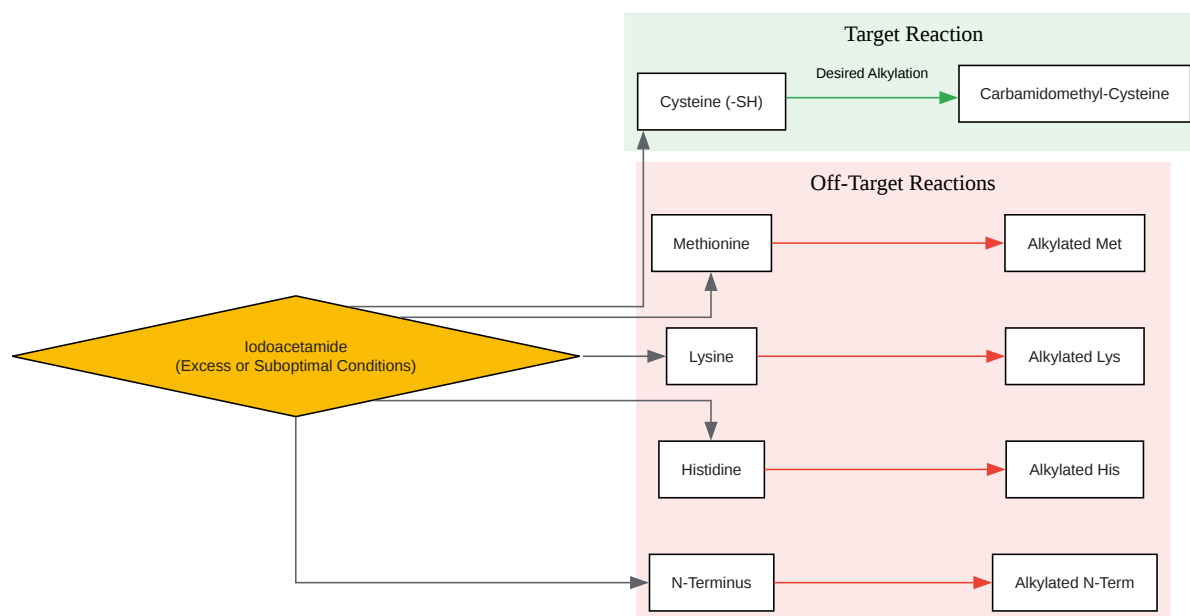 Target Reaction
Desired Alkylation
Cysteine (-SH)
Carbamidomethyl-Cysteine
Off-Target Reactions
Methionine
Alkylated Met
Iodoacetamide
(Excess or Suboptimal Conditions)
Lysine
Alkylated Lys
Histidine
Alkylated His
N-Terminus
Alkylated N-Term